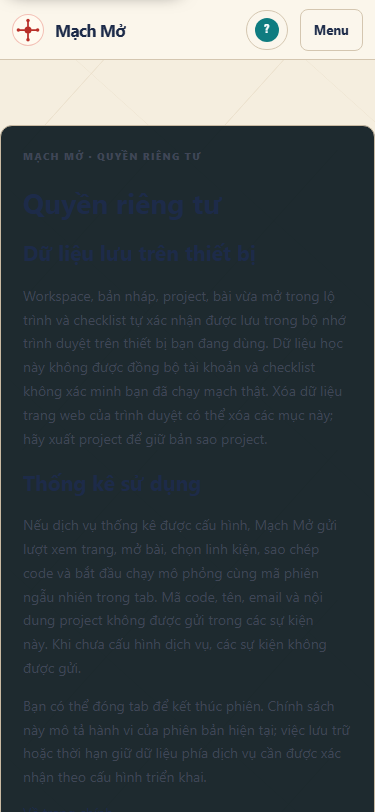 Mạch Mở
?
Menu
MẠCH MỞ · QUYỀN RIÊNG TƯ
Quyền riêng tư
Dữ liệu lưu trên thiết bị
Workspace, bản nháp, project, bài vừa mở trong lộ
trình và checklist tự xác nhận được lưu trong bộ nhớ
trình duyệt trên thiết bị bạn đang dùng. Dữ liệu học
này không được đồng bộ tài khoản và checklist
không xác minh bạn đã chạy mạch thật. Xóa dữ liệu
trang web của trình duyệt có thể xóa các mục này;
hãy xuất project để giữ bản sao project.
Thống kê sử dụng
Nếu dịch vụ thống kê được cấu hình, Mạch Mở gửi
lượt xem trang, mở bài, chọn linh kiện, sao chép
code và bắt đầu chạy mô phỏng cùng mã phiên
ngẫu nhiên trong tab. Mã code, tên, email và nội
dung project không được gửi trong các sự kiện
này. Khi chưa cấu hình dịch vụ, các sự kiện không
được gửi.
Bạn có thể đóng tab để kết thúc phiên. Chính sách
này mô tả hành vi của phiên bản hiện tại; việc lưu trữ
hoặc thời hạn giữ dữ liệu phía dịch vụ cần được xác
nhận theo cấu hình triển khai.